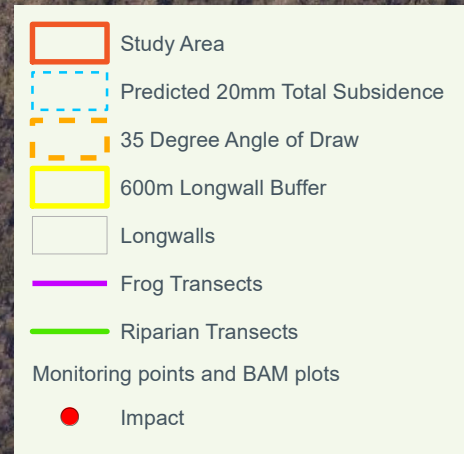 Study Area
Predicted 20mm Total Subsidence
35 Degree Angle of Draw
600m Longwall Buffer
Longwalls
Frog Transects
Riparian Transects
Monitoring points and BAM plots
Impact